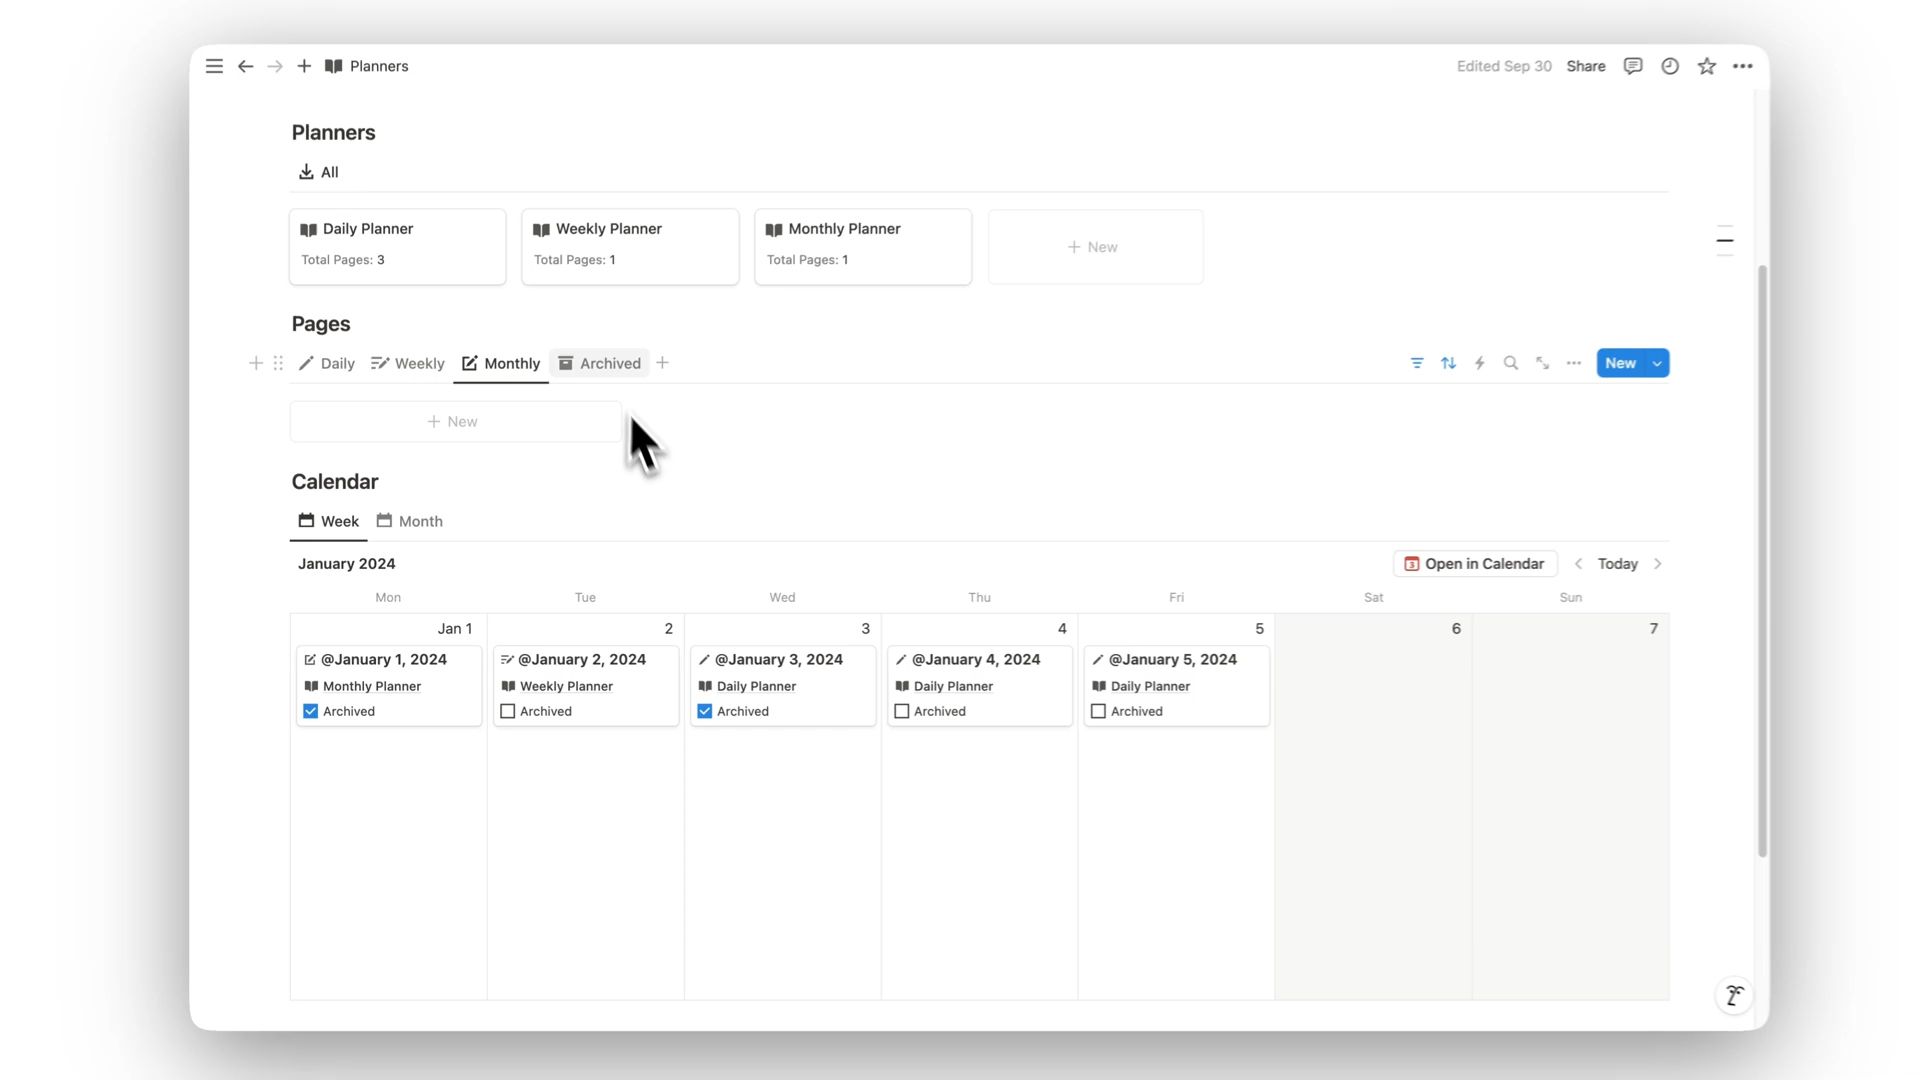 Planners
Edited Sep 30 Share
Planners
All
Daily Planner
Total Pages: 3
Weekly Planner
Total Pages: 1
Monthly Planner
Total Pages: 1
New
Pages
Daily Weekly Monthly Archived
New
New
Calendar
Week Month
January 2024
3 Open in Calendar Today
Mon Tue Wed Thu Fri Sat Sun
Jan 1 2 3 4 5 6 7
@January 1, 2024
Monthly Planner
Archived
@January 2, 2024
Weekly Planner
Archived
@January 3, 2024
Daily Planner
Archived
@January 4, 2024
Daily Planner
Archived
@January 5, 2024
Daily Planner
Archived